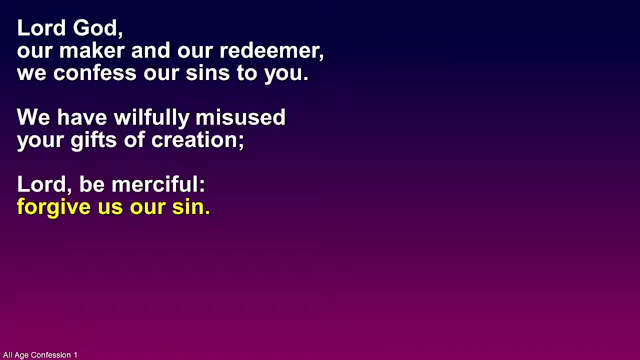 Lord God,
our maker and our redeemer,
we confess our sins to you.
We have wilfully misused
your gifts of creation;
Lord, be merciful:
forgive us our sin.
All Age Confession 1